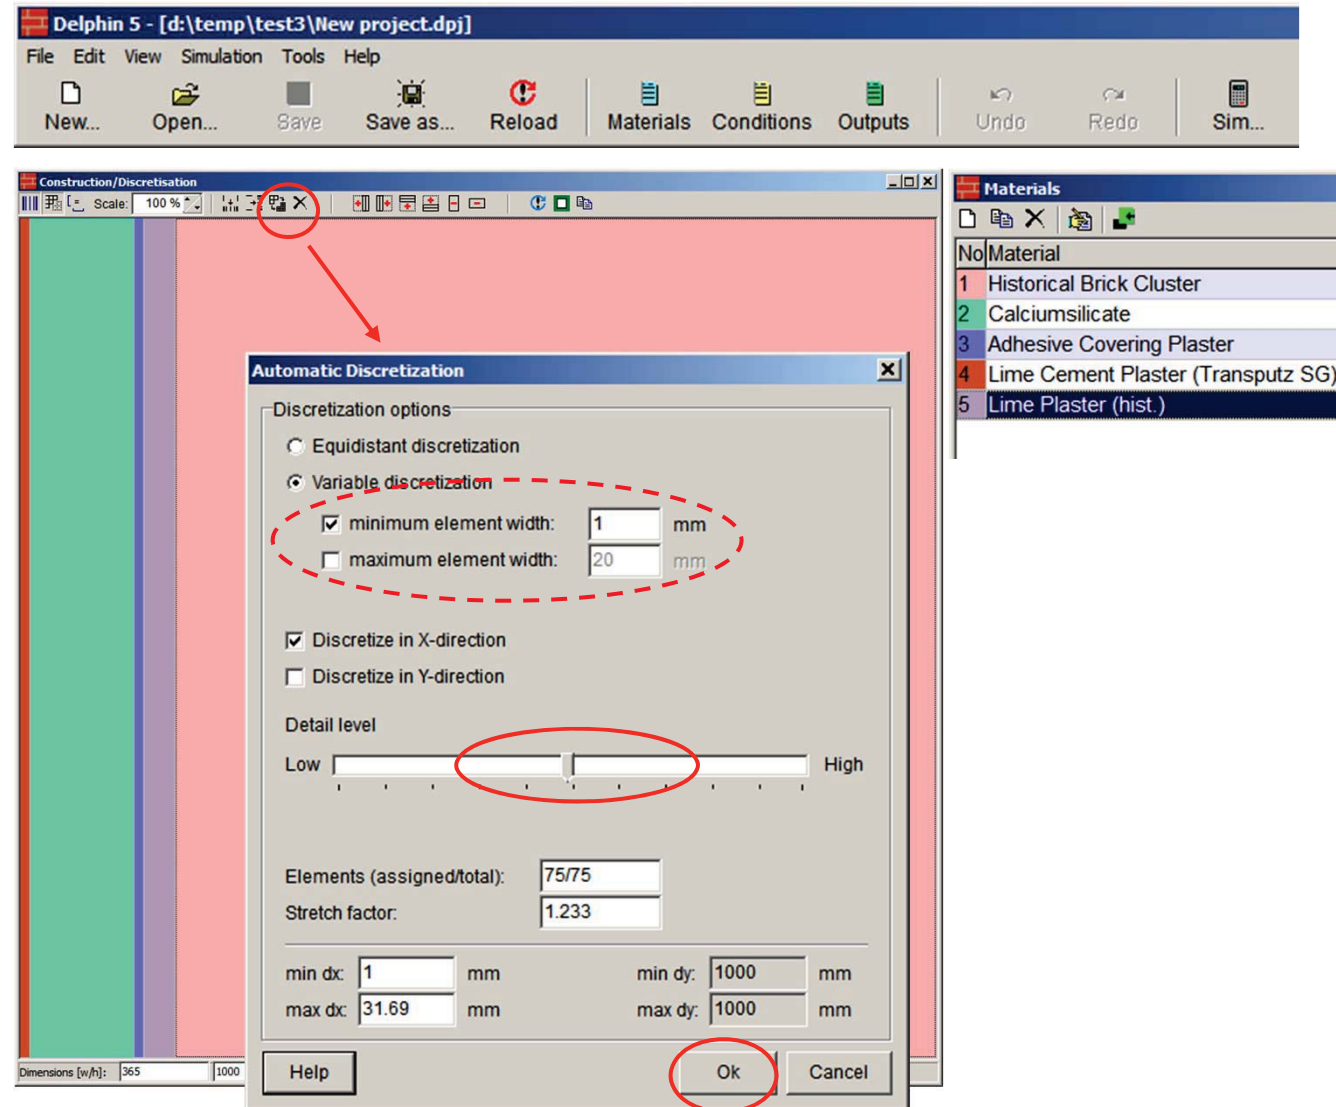 Delphin 5 - [d:\temp\test3\New project.dpj]
File Edit View Simulation Tools Help
New... Open... Save Save as... Reload Materials Conditions Outputs Undo Redo Sim...
Construction/Discretisation
Scale: 100 %
Materials
No Material
1 Historical Brick Cluster
2 Calciumsilicate
3 Adhesive Covering Plaster
4 Lime Cement Plaster (Transputz SG)
5 Lime Plaster (hist.)
Automatic Discretization
Discretization options
Equidistant discretization
Variable discretization
minimum element width: 1 mm
maximum element width: 20 mm
Discretize in X-direction
Discretize in Y-direction
Detail level
Low High
Elements (assigned/total): 75/75
Stretch factor: 1.233
min dx: 1 mm min dy: 1000 mm
max dx: 31.69 mm max dy: 1000 mm
Dimensions [w/h]: 365 1000
Help Ok Cancel